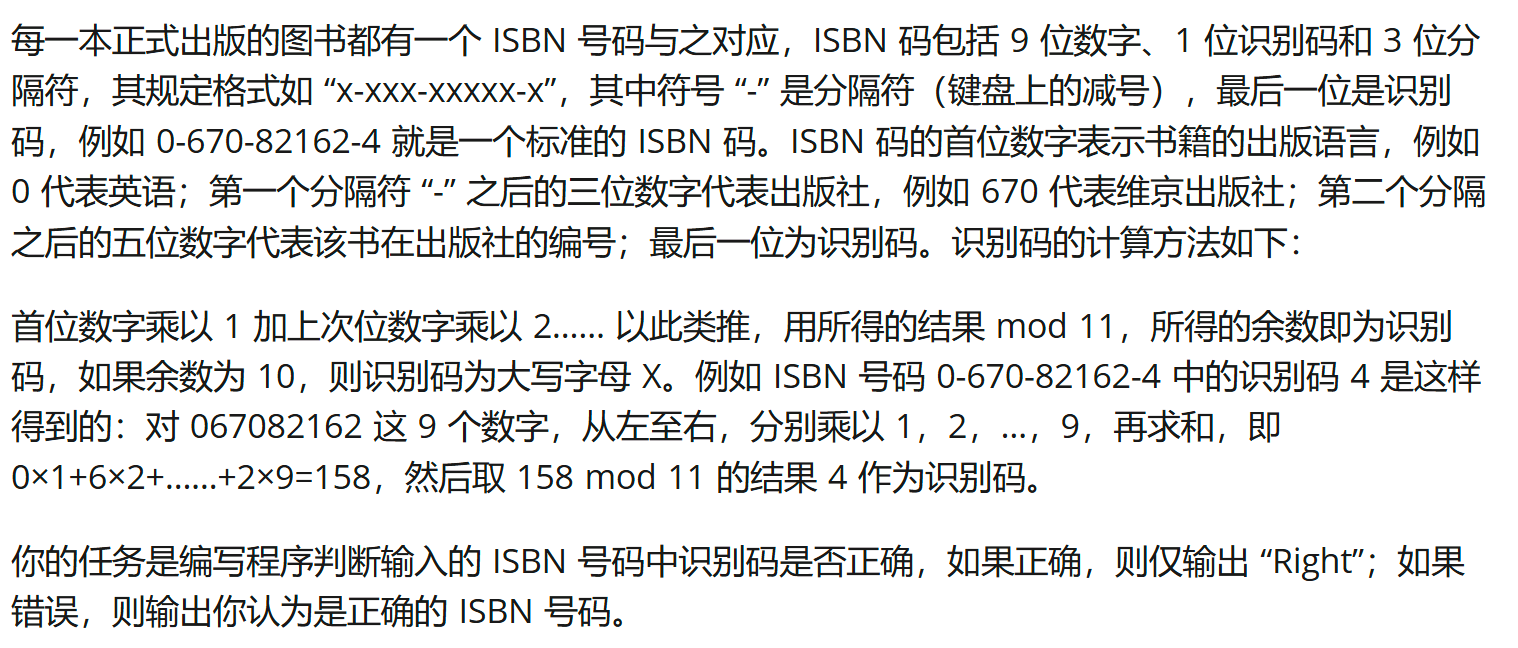 每一本正式出版的图书都有一个 ISBN 号码与之对应，ISBN 码包括 9 位数字、1 位识别码和 3 位分
隔符，其规定格式如 “x-xxx-xxxxx-x”，其中符号 “-” 是分隔符（键盘上的减号），最后一位是识别
码，例如 0-670-82162-4 就是一个标准的 ISBN 码。ISBN 码的首位数字表示书籍的出版语言，例如
0 代表英语；第一个分隔符 “-” 之后的三位数字代表出版社，例如 670 代表维京出版社；第二个分隔
之后的五位数字代表该书在出版社的编号；最后一位为识别码。识别码的计算方法如下：
首位数字乘以 1 加上次位数字乘以 2…… 以此类推，用所得的结果 mod 11，所得的余数即为识别
码，如果余数为 10，则识别码为大写字母 X。例如 ISBN 号码 0-670-82162-4 中的识别码 4 是这样
得到的：对 067082162 这 9 个数字，从左至右，分别乘以 1，2，…，9，再求和，即
0×1+6×2+……+2×9=158，然后取 158 mod 11 的结果 4 作为识别码。
你的任务是编写程序判断输入的 ISBN 号码中识别码是否正确，如果正确，则仅输出 “Right”；如果
错误，则输出你认为是正确的 ISBN 号码。